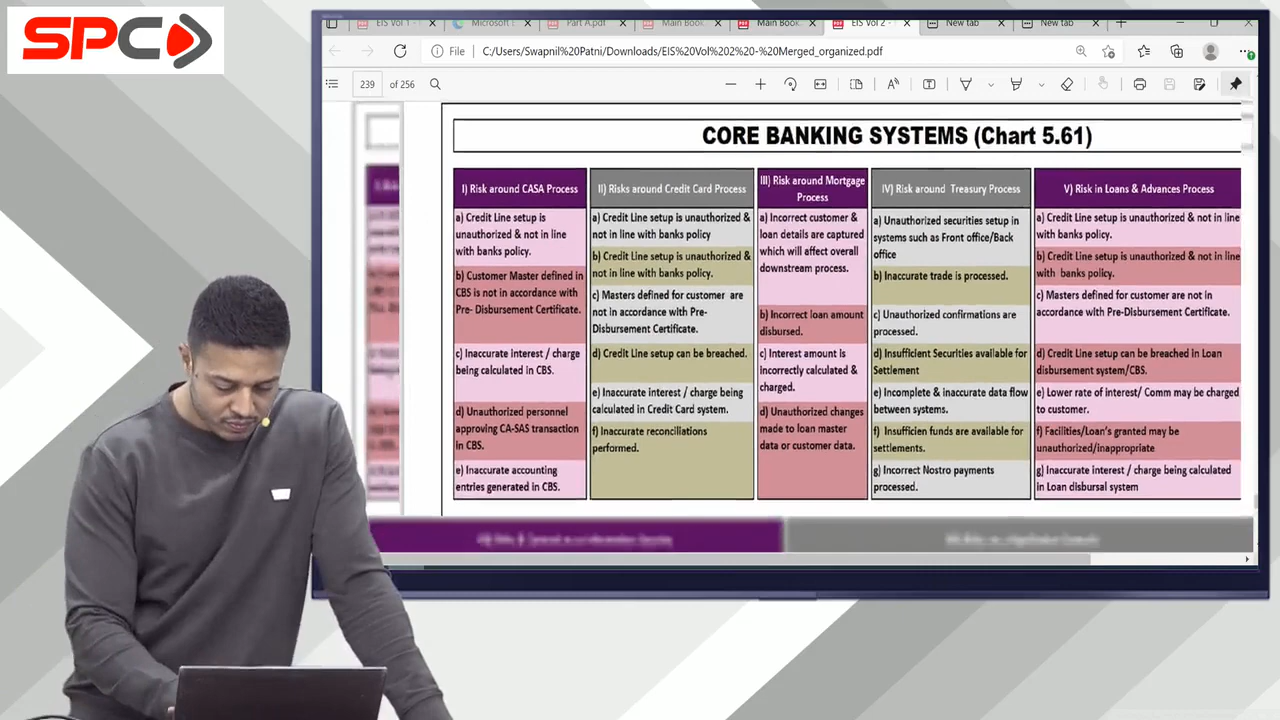 SPC
EIS Vol 1 -
Microsoft
Part A.pdf
Main Book
Main Book
EIS Vol 2 -
New tab
New tab
File
C:/Users/Swapnil%20Patni/Downloads/EIS%20Vol%202%20-%20Merged_organized.pdf
239 of 256
CORE BANKING SYSTEMS (Chart 5.61)
I) Risk around CASA Process
a) Credit Line setup is
unauthorized & not in line
with banks policy.
b) Customer Master defined in
CBS is not in accordance with
Pre- Disbursement Certificate.
c) Inaccurate interest / charge
being calculated in CBS.
d) Unauthorized personnel
approving CA-SAS transaction
in CBS.
e) Inaccurate accounting
entries generated in CBS.
II) Risks around Credit Card Process
a) Credit Line setup is unauthorized &
not in line with banks policy
b) Credit Line setup is unauthorized &
not in line with banks policy.
c) Masters defined for customer are
not in accordance with Pre-
Disbursement Certificate.
d) Credit Line setup can be breached.
e) Inaccurate interest / charge being
calculated in Credit Card system.
f) Inaccurate reconciliations
performed.
III) Risk around Mortgage
Process
a) Incorrect customer &
loan details are captured
which will affect overall
downstream process.
b) Incorrect loan amount
disbursed.
c) Interest amount is
incorrectly calculated &
charged.
d) Unauthorized changes
made to loan master
data or customer data.
IV) Risk around Treasury Process
a) Unauthorized securities setup in
systems such as Front office/Back
office
b) Inaccurate trade is processed.
c) Unauthorized confirmations are
processed.
d) Insufficient Securities available for
Settlement
e) Incomplete & inaccurate data flow
between systems.
f) Insufficien funds are available for
settlements.
g) Incorrect Nostro payments
processed.
V) Risk in Loans & Advances Process
a) Credit Line setup is unauthorized & not in line
with banks policy.
b) Credit Line setup is unauthorized & not in line
with banks policy.
c) Masters defined for customer are not in
accordance with Pre-Disbursement Certificate.
d) Credit Line setup can be breached in Loan
disbursement system/CBS.
e) Lower rate of interest/ Comm may be charged
to customer.
f) Facilities/Loan's granted may be
unauthorized/inappropriate
g) Inaccurate interest / charge being calculated
in Loan disbursal system